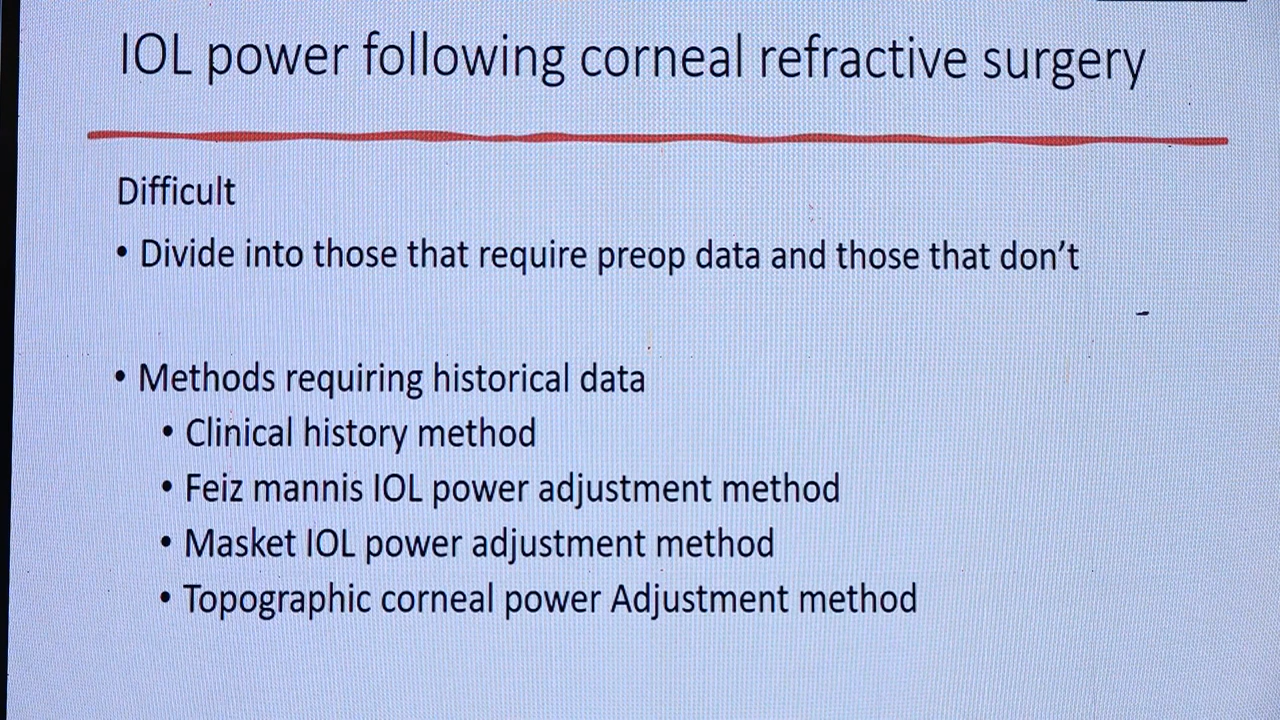 IOL power following corneal refractive surgery
Difficult
• Divide into those that require preop data and those that don’t
• Methods requiring historical data
• Clinical history method
• Feiz mannis IOL power adjustment method
• Masket IOL power adjustment method
• Topographic corneal power Adjustment method